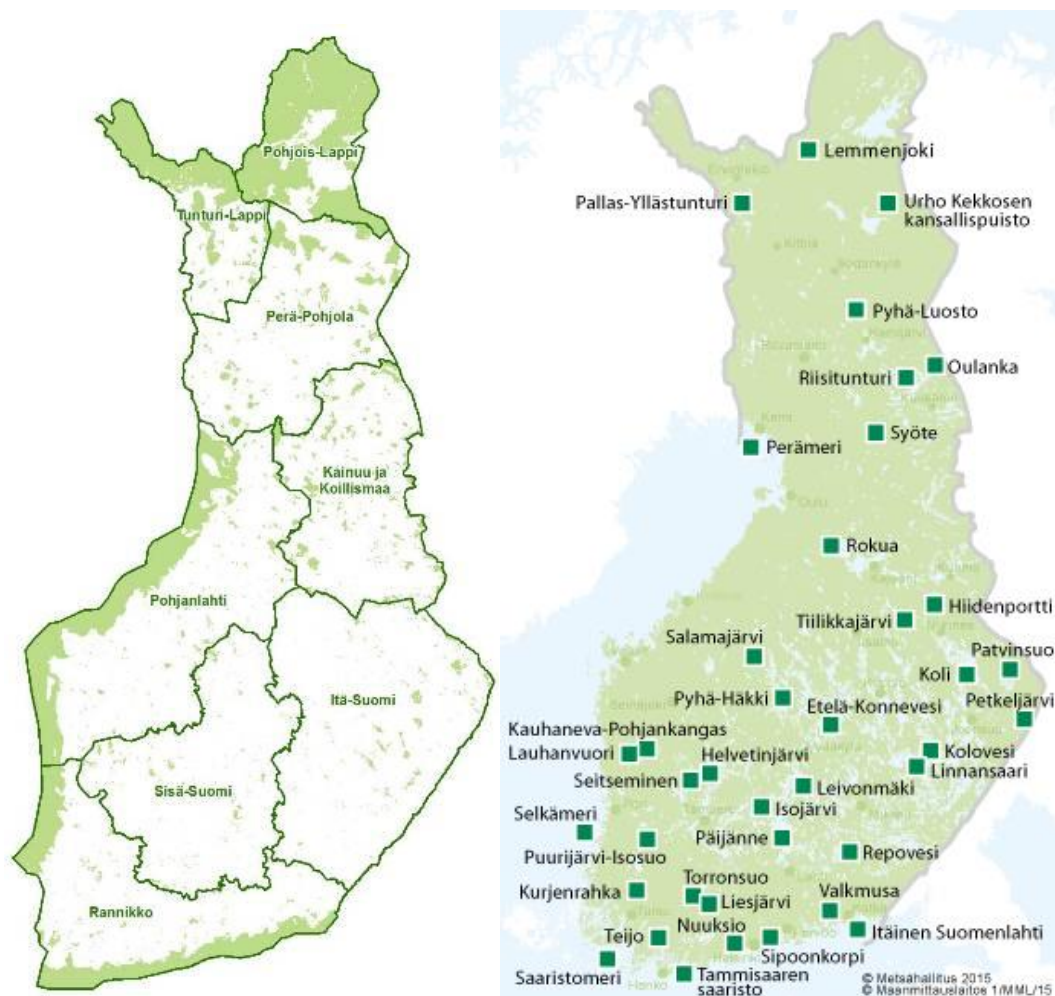 Pohjois-Lappi
Tunturi-Lappi
Perä-Pohjola
Kainuu ja
Koillismaa
Pohjanlahti
Itä-Suomi
Sisä-Suomi
Rannikko
Lemmenjoki
Pallas-Yllästunturi
Urho Kekkosen
kansallispuisto
Pyhä-Luosto
Oulanka
Riisitunturi
Syöte
Perämeri
Rokua
Hiidenportti
Tiilikkajärvi
Salamajärvi
Patvinsuo
Koli
Pyhä-Häkki
Petkeljärvi
Etelä-Konnevesi
Kauhaneva-Pohjankangas
Lauhanvuori
Helvetinjärvi
Kolovesi
Linnansaari
Seitseminen
Leivonmäki
Isojärvi
Selkämeri
Päijänne
Puurijärvi-Isosuo
Repovesi
Torronsuo
Valkmusa
Kurjenrahka
Liesjärvi
Nuuksio
Itäinen Suomenlahti
Teijo
Sipoonkorpi
Saaristomeri
Tammisaaren
saaristo
© Metsähallitus 2015
© Maanmittauslaitos 1/MML/15